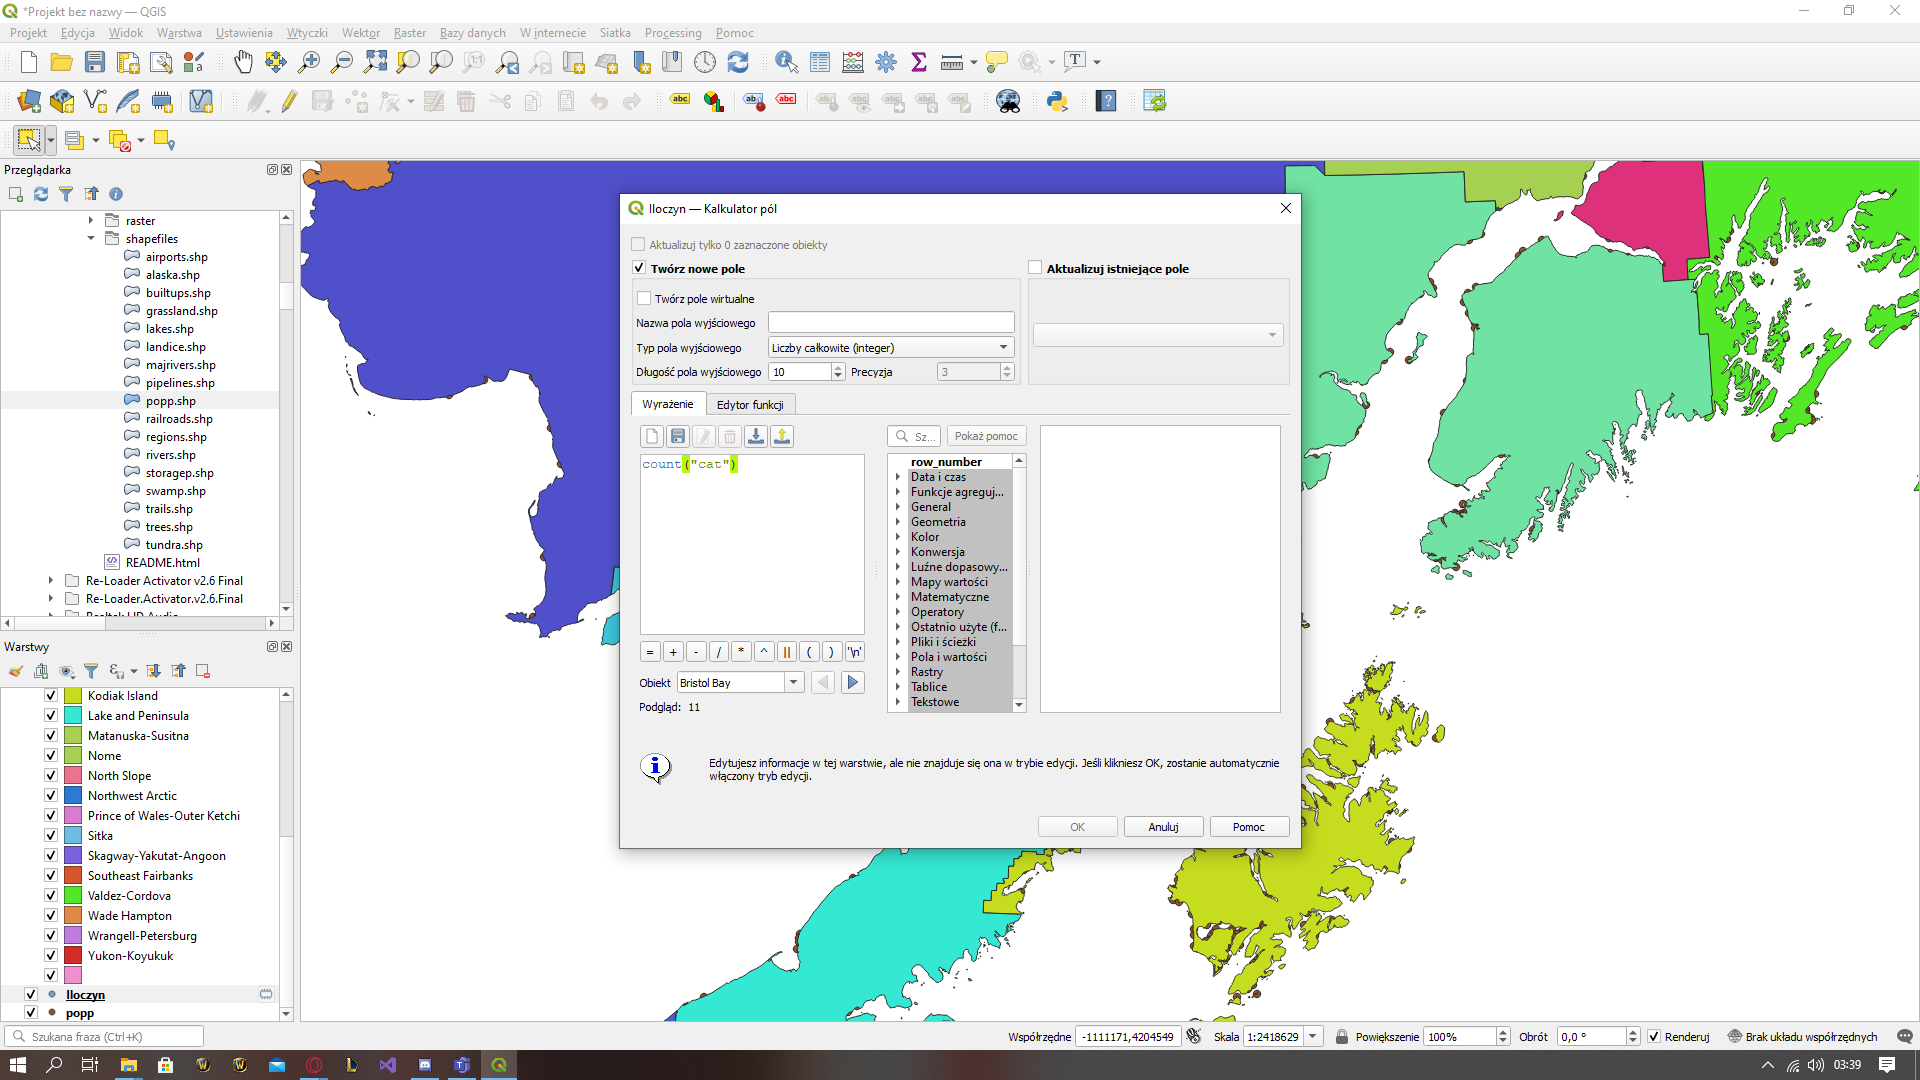 *Projekt bez nazwy — QGIS
Projekt Edycja Widok Warstwa Ustawienia Wtyczki Wektor Raster Bazy danych W internecie Siatka Processing Pomoc
Przeglądarka
raster
shapefiles
airports.shp
alaska.shp
builtups.shp
grassland.shp
lakes.shp
landice.shp
majrivers.shp
pipelines.shp
popp.shp
railroads.shp
regions.shp
rivers.shp
storagep.shp
swamp.shp
trails.shp
trees.shp
tundra.shp
README.html
Re-Loader Activator v2.6 Final
Re-Loader.Activator.v2.6.Final
Warstwy
Kodiak Island
Lake and Peninsula
Matanuska-Susitna
Nome
North Slope
Northwest Arctic
Prince of Wales-Outer Ketchi
Sitka
Skagway-Yakutat-Angoon
Southeast Fairbanks
Valdez-Cordova
Wade Hampton
Wrangell-Petersburg
Yukon-Koyukuk
Iloczyn
popp
Iloczyn — Kalkulator pól
Aktualizuj tylko 0 zaznaczone obiekty
Twórz nowe pole
Aktualizuj istniejące pole
Twórz pole wirtualne
Nazwa pola wyjściowego
Typ pola wyjściowego Liczby całkowite (integer)
Długość pola wyjściowego 10 Precyzja 3
Wyrażenie Edytor funkcji
Sz... Pokaż pomoc
count("cat")
row_number
Data i czas
Funkcje agreguj...
General
Geometria
Kolor
Konwersja
Luźne dopasowy...
Mapy wartości
Matematyczne
Operatory
Ostatnio użyte (f...
Pliki i ścieżki
Pola i wartości
Rastry
Tablice
Tekstowe
= + - / * ^ || ( ) '\n'
Obiekt Bristol Bay
Podgląd: 11
Edytujesz informacje w tej warstwie, ale nie znajduje się ona w trybie edycji. Jeśli klikniesz OK, zostanie automatycznie
włączony tryb edycji.
OK Anuluj Pomoc
Szukana fraza (Ctrl+K)
Współrzędne -1111171,4204549 Skala 1:2418629 Powiększenie 100% Obrót 0,0 ° Renderuj Brak układu współrzędnych
03:39